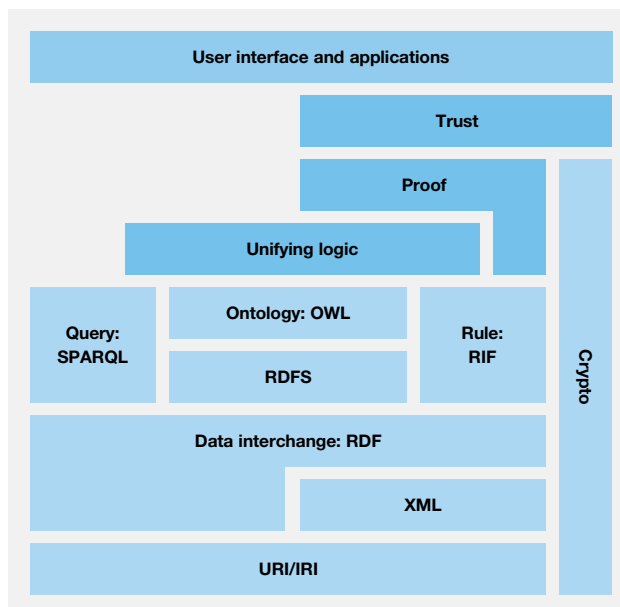 User interface and applications
Trust
Proof
Unifying logic
Query:
SPARQL
Ontology: OWL
RDFS
Rule:
RIF
Crypto
Data interchange: RDF
XML
URI/IRI